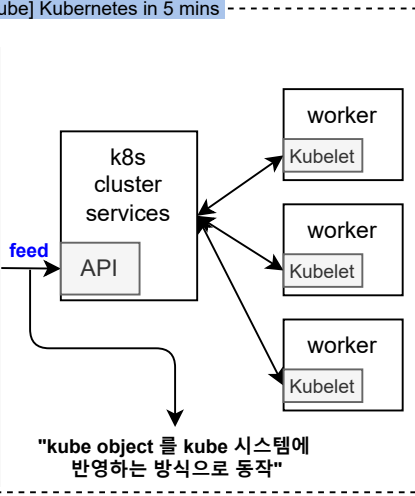 ube] Kubernetes in 5 mins
worker
Kubelet
k8s
cluster
services
worker
Kubelet
feed
API
worker
Kubelet
"kube object 를 kube 시스템에
반영하는 방식으로 동작"